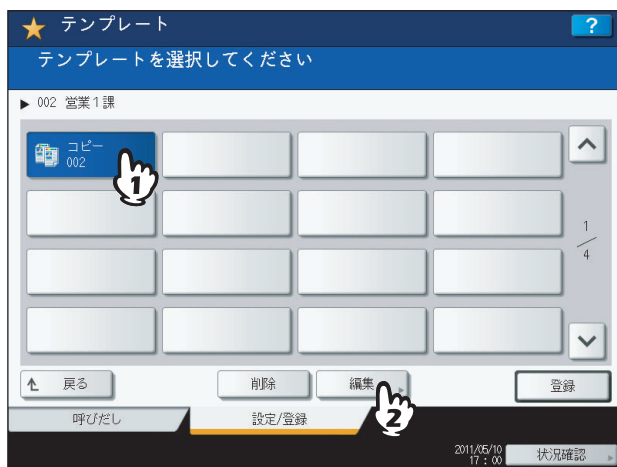 テンプレート ?
テンプレートを選択してください
▶ 002 営業1課
コピー
002
1
1
4
戻る 削除 編集 登録
2
呼びだし 設定/登録
2011/05/10
17 : 00
状況確認